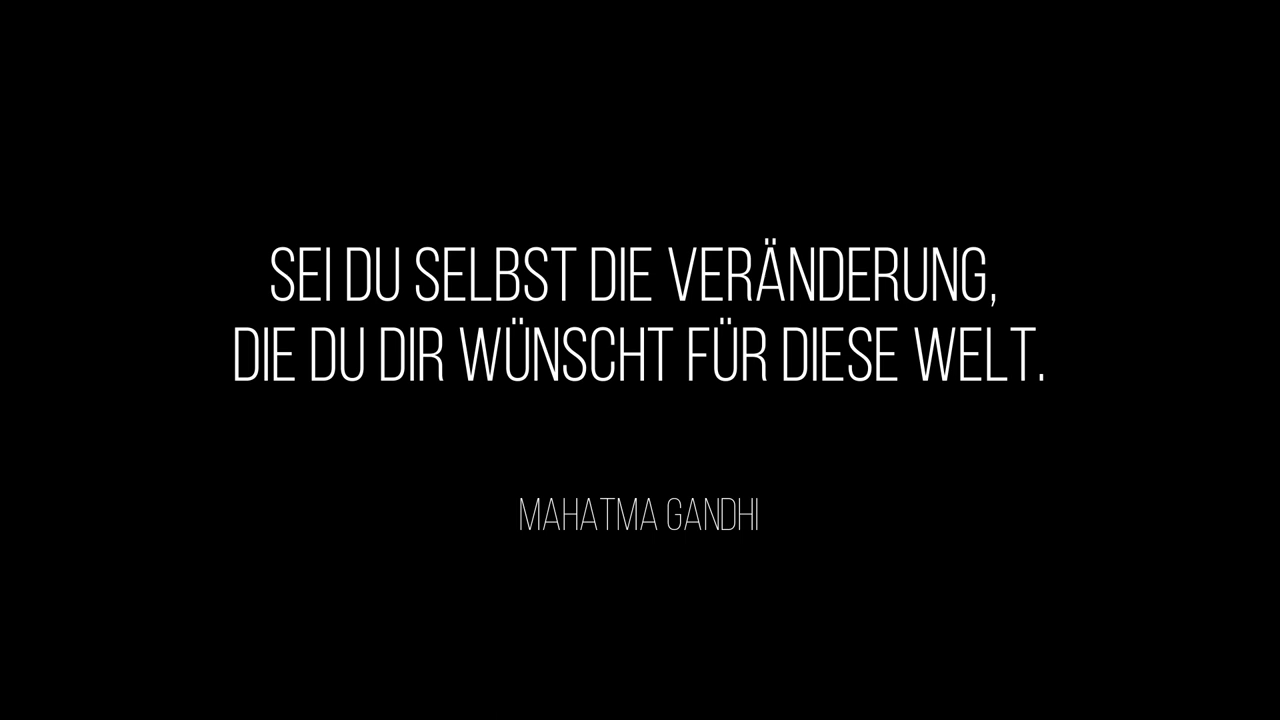 SEI DU SELBST DIE VERÄNDERUNG,
DIE DU DIR WÜNSCHT FÜR DIESE WELT.
MAHATMA GANDHI